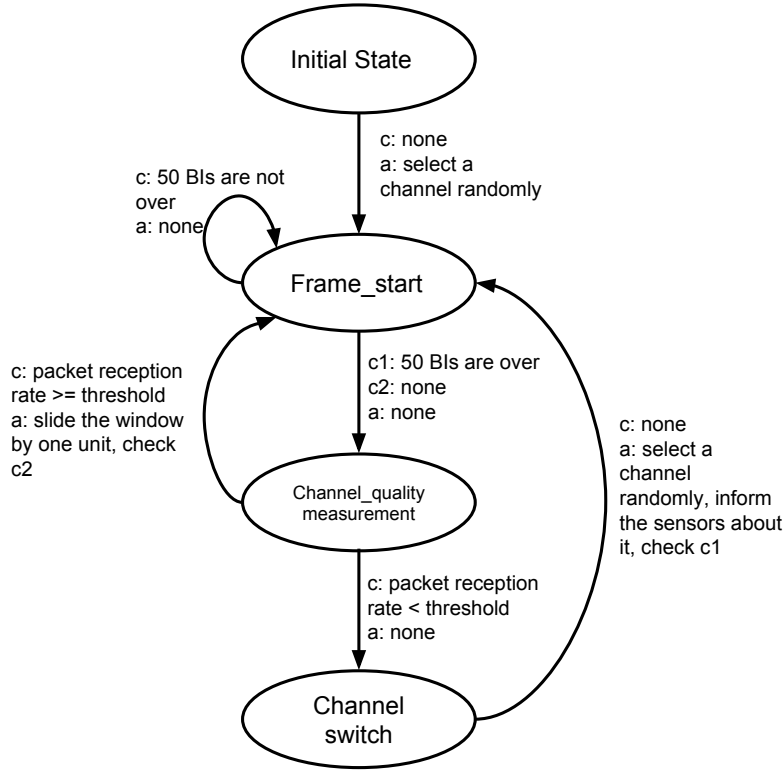 Initial State
c: none
a: select a
channel randomly
c: 50 BIs are not
over
a: none
Frame_start
c1: 50 BIs are over
c2: none
a: none
c: packet reception
rate >= threshold
a: slide the window
by one unit, check
c2
c: none
a: select a
channel
randomly, inform
the sensors about
it, check c1
Channel_quality
measurement
c: packet reception
rate < threshold
a: none
Channel
switch